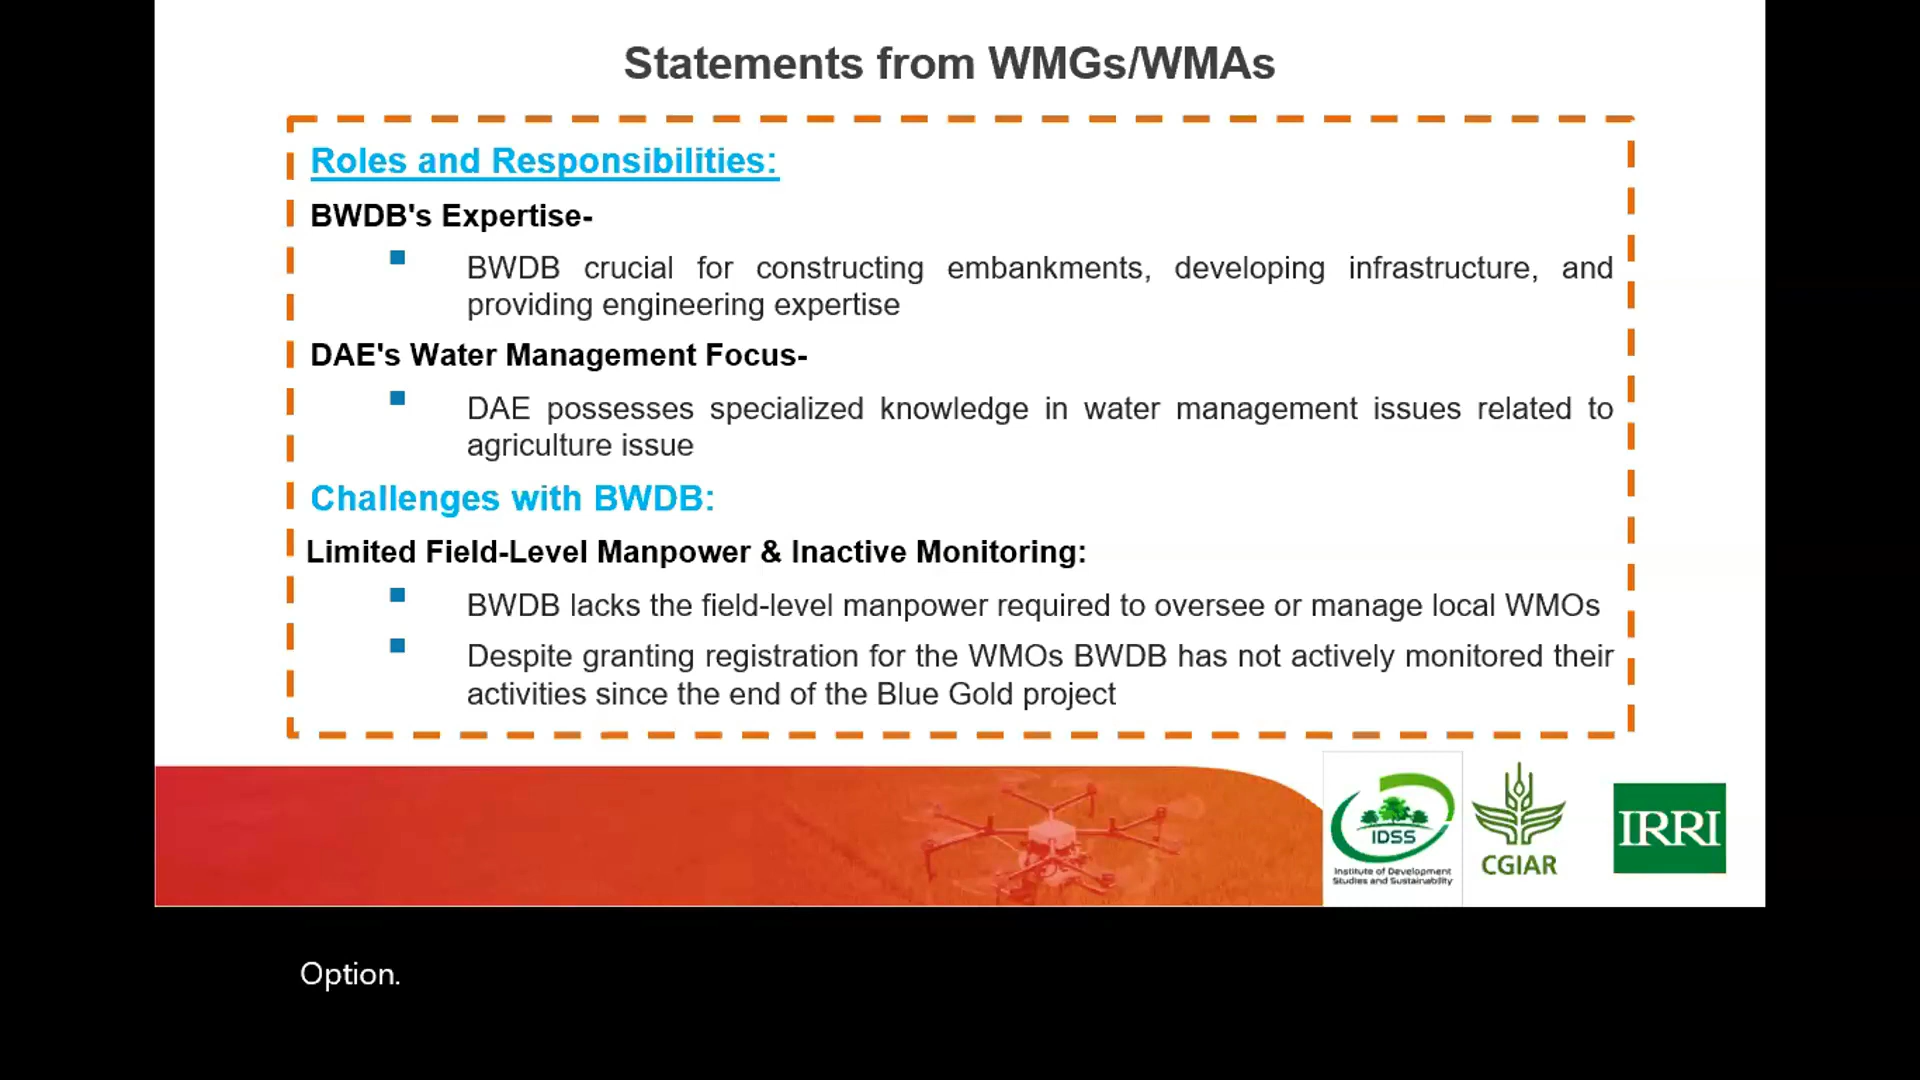 Statements from WMGs/WMAs
Roles and Responsibilities:
BWDB's Expertise-
BWDB crucial for constructing embankments, developing infrastructure, and
providing engineering expertise
DAE's Water Management Focus-
DAE possesses specialized knowledge in water management issues related to
agriculture issue
Challenges with BWDB:
Limited Field-Level Manpower & Inactive Monitoring:
BWDB lacks the field-level manpower required to oversee or manage local WMOs
Despite granting registration for the WMOs BWDB has not actively monitored their
activities since the end of the Blue Gold project
IDSS
Institute of Development
Studies and Sustainability
CGIAR
IRRI
Option.